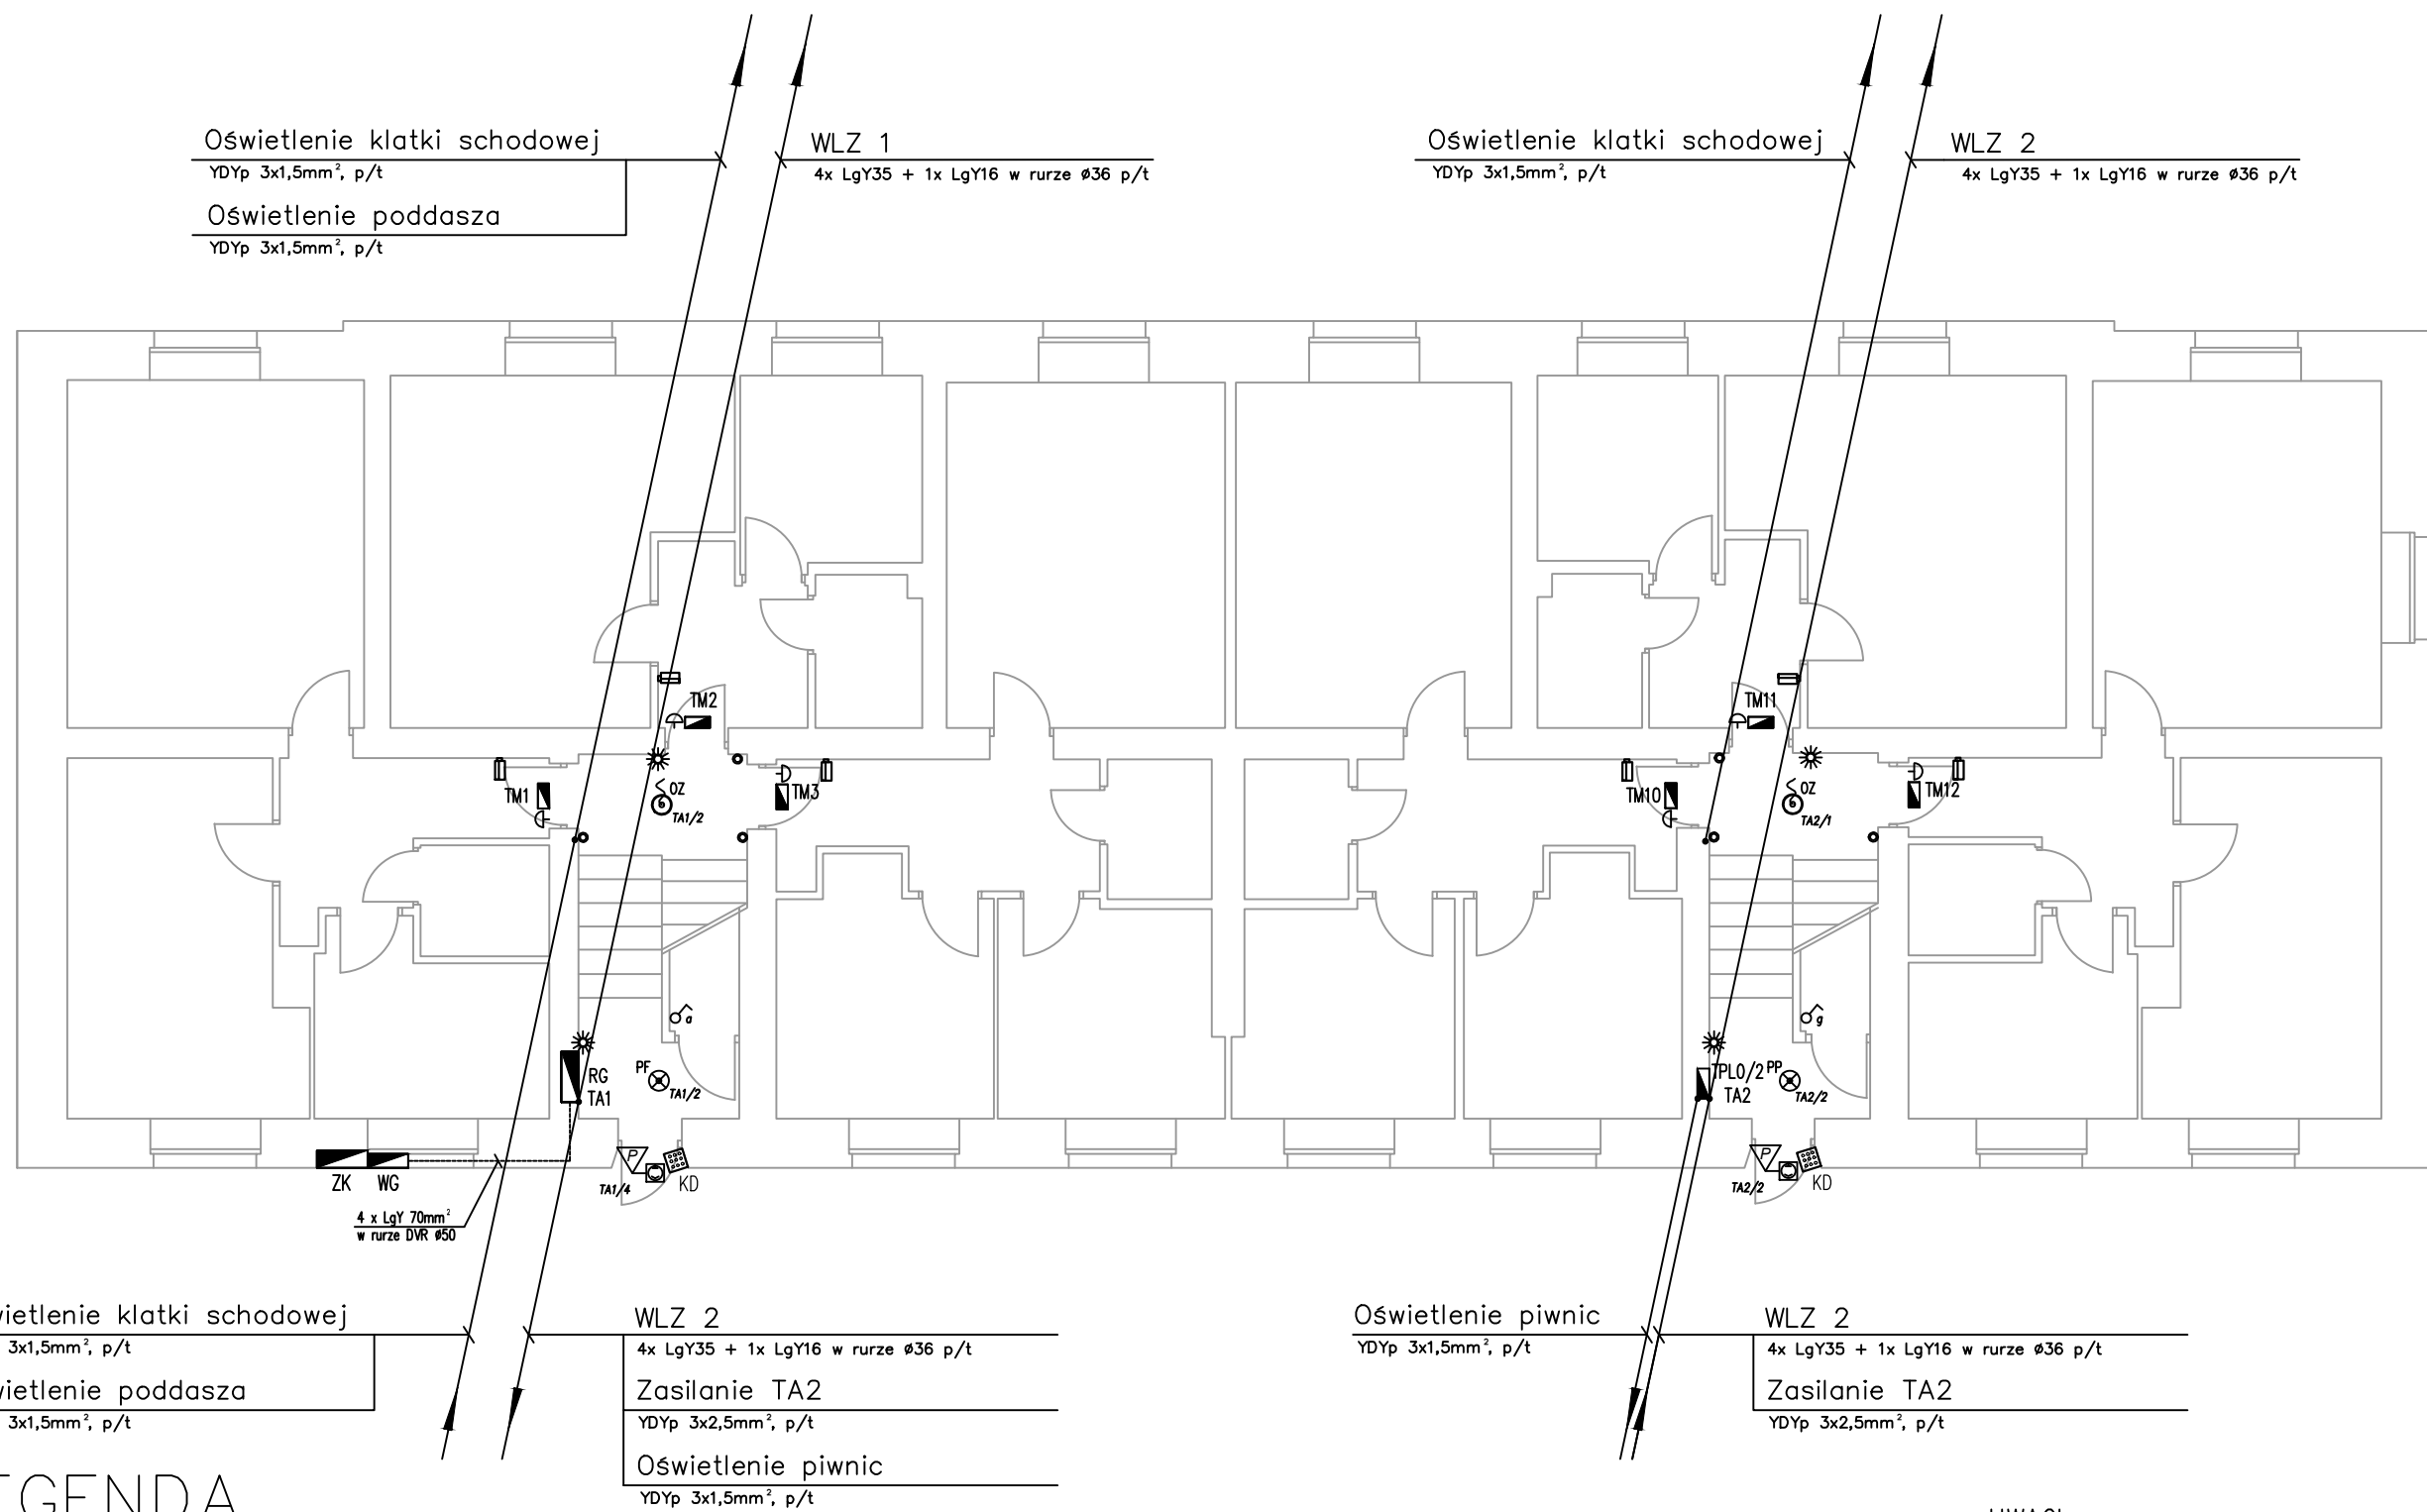 Oświetlenie klatki schodowej
YDYp 3x1,5mm², p/t
Oświetlenie poddasza
YDYp 3x1,5mm², p/t
WLZ 1
4x LgY35 + 1x LgY16 w rurze ø36 p/t
Oświetlenie klatki schodowej
YDYp 3x1,5mm², p/t
WLZ 2
4x LgY35 + 1x LgY16 w rurze ø36 p/t
TM2
TM1
OZ
TA1/2
TM3
TM11
TM10
OZ
TA2/1
TM12
a
RG
TA1
PF
TA1/2
g
TPL0/2
TA2
PP
TA2/2
ZK
WG
P
TA1/4
KD
P
TA2/2
KD
4 x LgY 70mm²
w rurze DVR ø50
wietlenie klatki schodowej
3x1,5mm², p/t
wietlenie poddasza
3x1,5mm², p/t
WLZ 2
4x LgY35 + 1x LgY16 w rurze ø36 p/t
Zasilanie TA2
YDYp 3x2,5mm², p/t
Oświetlenie piwnic
YDYp 3x1,5mm², p/t
Oświetlenie piwnic
YDYp 3x1,5mm², p/t
WLZ 2
4x LgY35 + 1x LgY16 w rurze ø36 p/t
Zasilanie TA2
YDYp 3x2,5mm², p/t
EGENDA